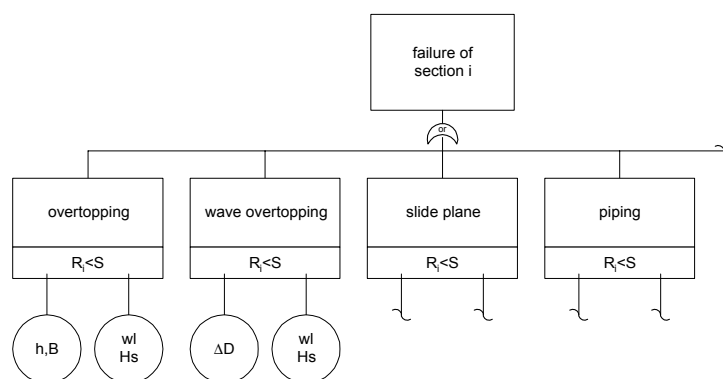 failure of
section i
or
overtopping
wave overtopping
slide plane
piping
Rᵢ<S
Rᵢ<S
Rᵢ<S
Rᵢ<S
h,B
wl
Hs
ΔD
wl
Hs